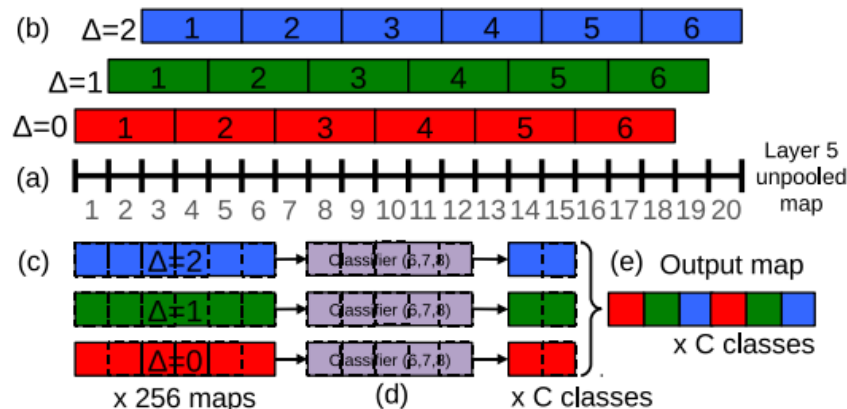 (b) Δ=2 1 2 3 4 5 6
Δ=1 1 2 3 4 5 6
Δ=0 1 2 3 4 5 6
(a)
Layer 5
unpooled
map
1 2 3 4 5 6 7 8 9 10 11 12 13 14 15 16 17 18 19 20
(c) Δ=2 Classifier (6,7,8)
(e) Output map
Δ=1 Classifier (6,7,8)
x C classes
Δ=0 Classifier (6,7,8)
x 256 maps (d) x C classes